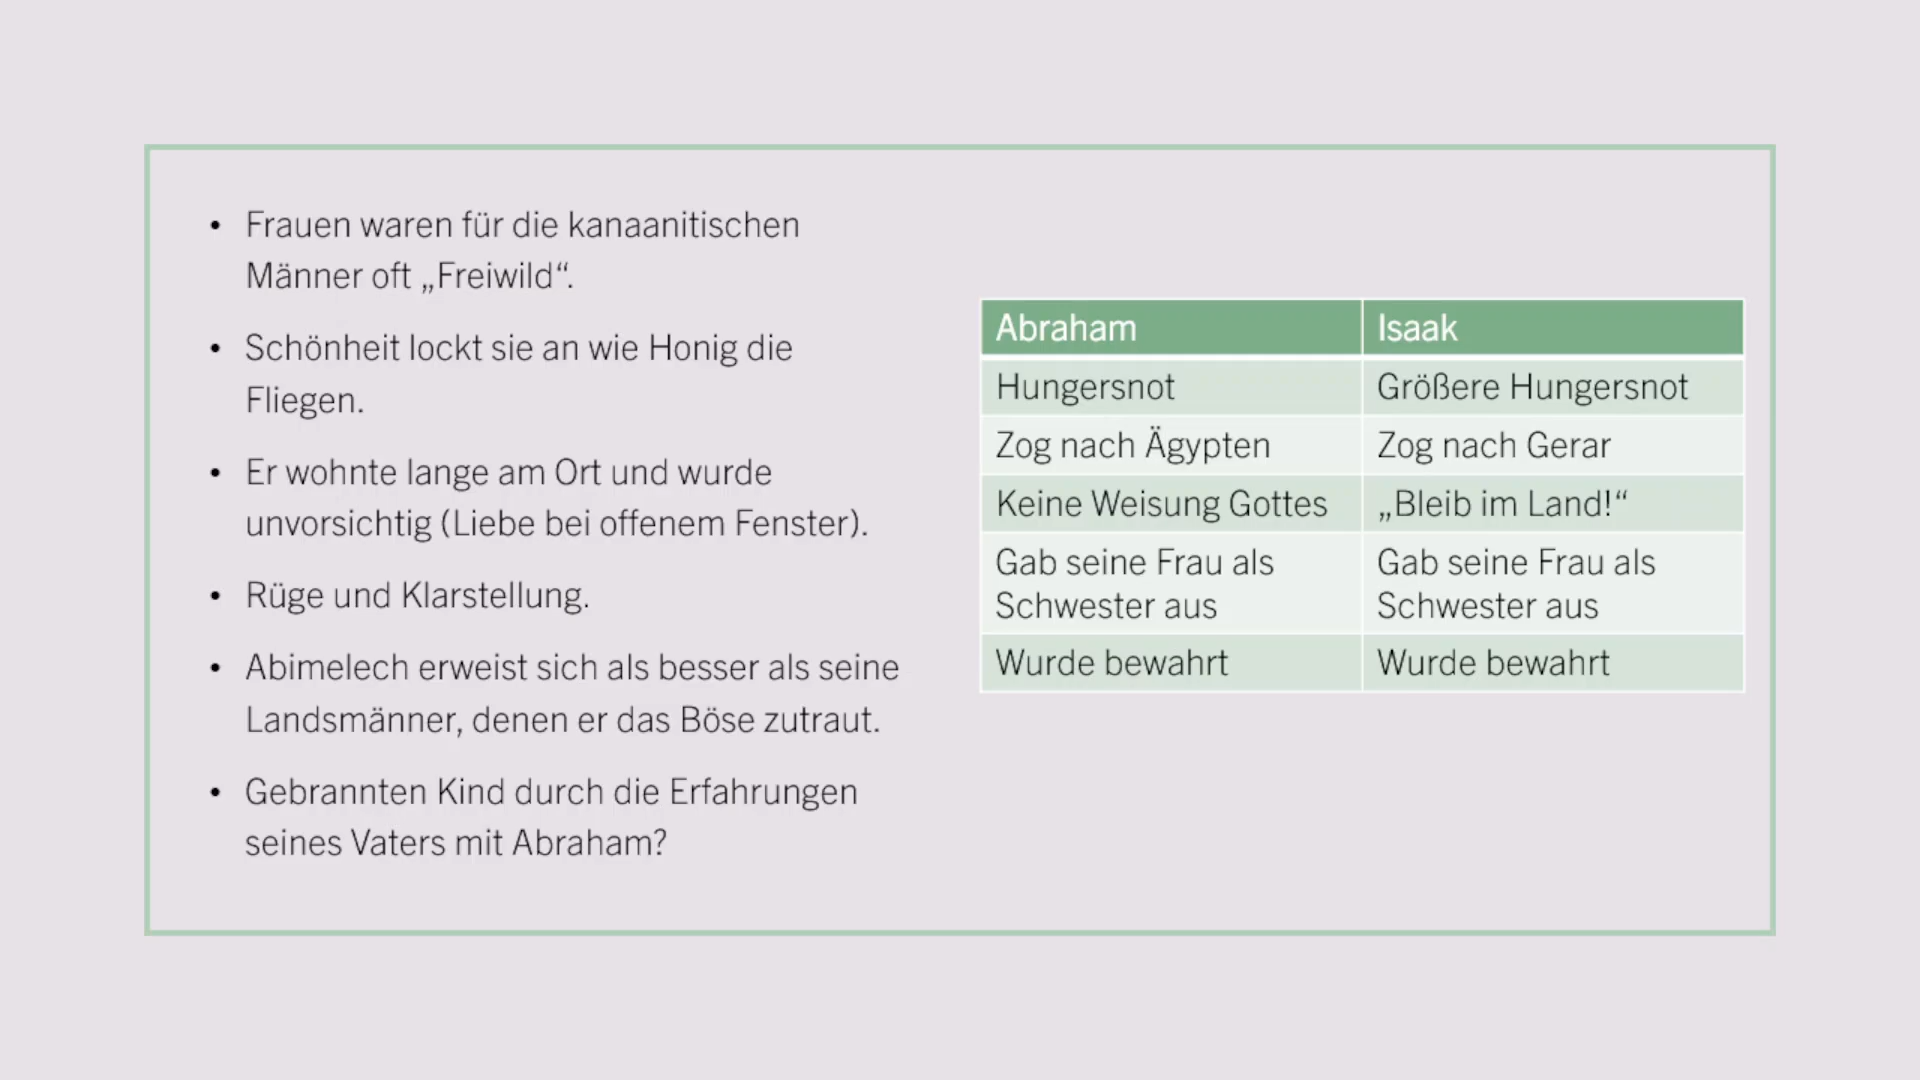 • Frauen waren für die kanaanitischen
Männer oft „Freiwild“.
• Schönheit lockt sie an wie Honig die
Fliegen.
• Er wohnte lange am Ort und wurde
unvorsichtig (Liebe bei offenem Fenster).
• Rüge und Klarstellung.
• Abimelech erweist sich als besser als seine
Landsmänner, denen er das Böse zutraut.
• Gebrannten Kind durch die Erfahrungen
seines Vaters mit Abraham?
Abraham Isaak
Hungersnot Größere Hungersnot
Zog nach Ägypten Zog nach Gerar
Keine Weisung Gottes „Bleib im Land!“
Gab seine Frau als Gab seine Frau als
Schwester aus Schwester aus
Wurde bewahrt Wurde bewahrt